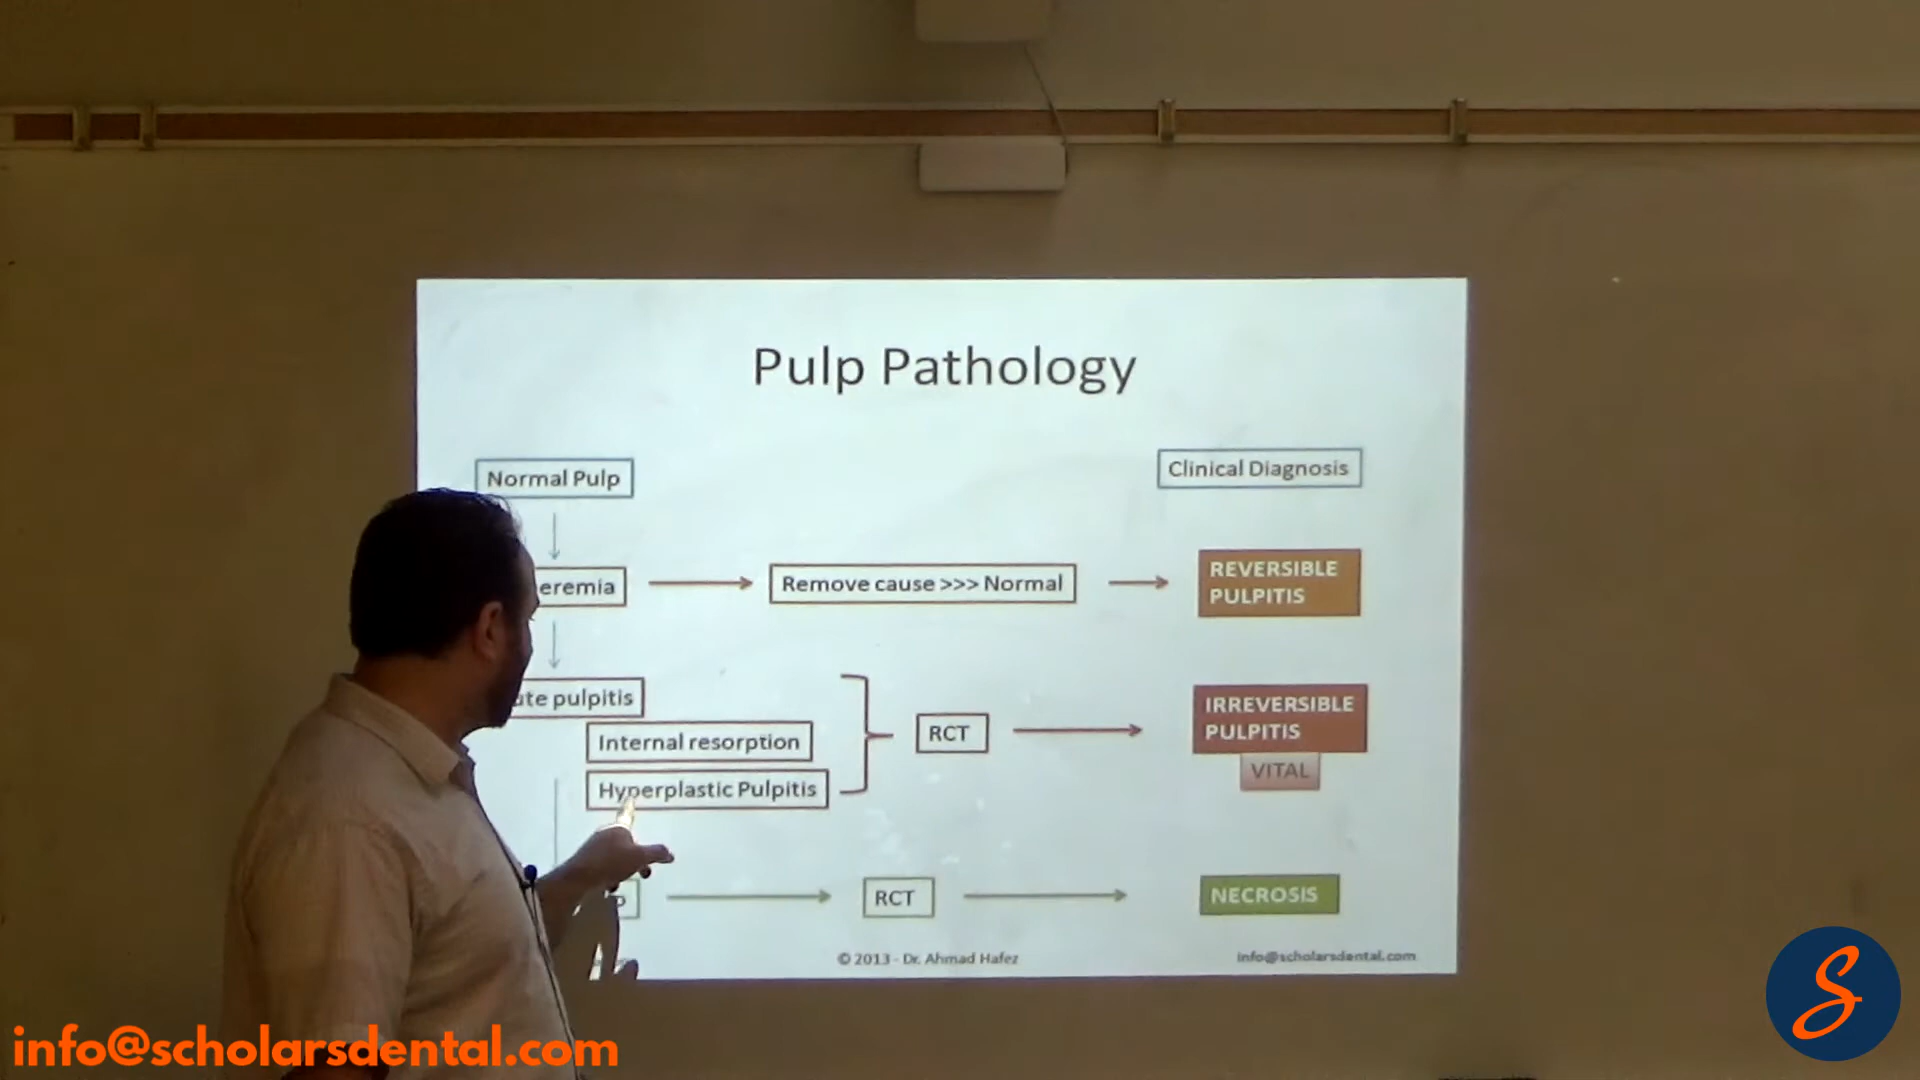 Pulp Pathology
Normal Pulp
Clinical Diagnosis
eremia
Remove cause >>> Normal
REVERSIBLE
PULPITIS
ute pulpitis
Internal resorption
Hyperplastic Pulpitis
RCT
IRREVERSIBLE
PULPITIS
VITAL
RCT
NECROSIS
© 2013 - Dr. Ahmad Hafez
info@scholarsdental.com
S
info@scholarsdental.com